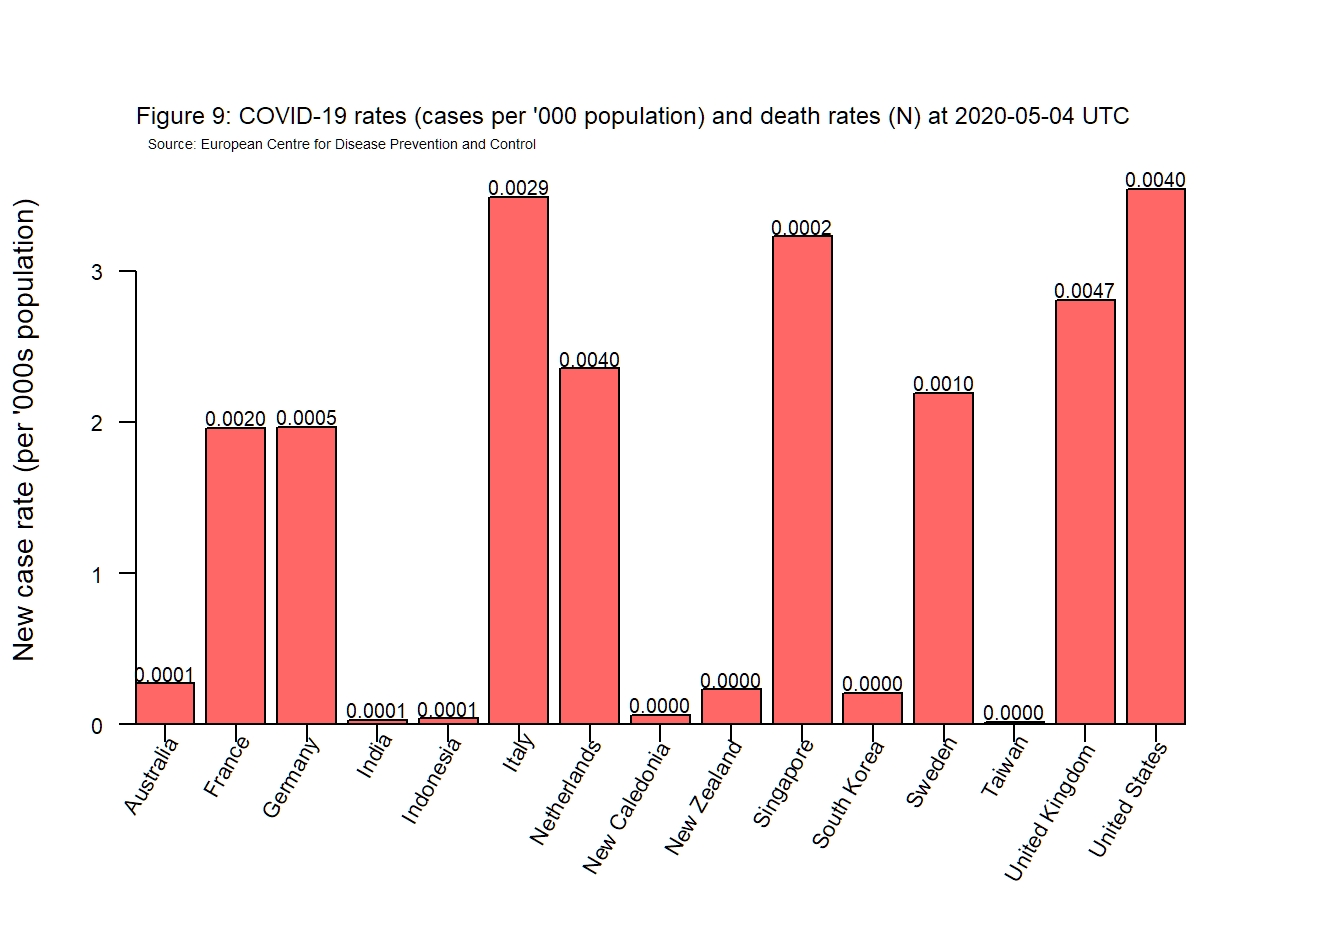 Figure 9: COVID-19 rates (cases per '000 population) and death rates (N) at 2020-05-04 UTC
Source: European Centre for Disease Prevention and Control
New case rate (per '000s population)
3
2
1
0
0.0001
0.0020
0.0005
0.0001
0.0001
0.0029
0.0040
0.0000
0.0000
0.0002
0.0000
0.0010
0.0000
0.0047
0.0040
Australia
France
Germany
India
Indonesia
Italy
Netherlands
New Caledonia
New Zealand
Singapore
South Korea
Sweden
Taiwan
United Kingdom
United States